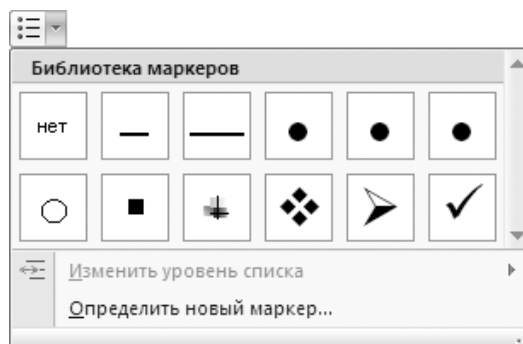 Библиотека маркеров
нет
Изменить уровень списка
Определить новый маркер...